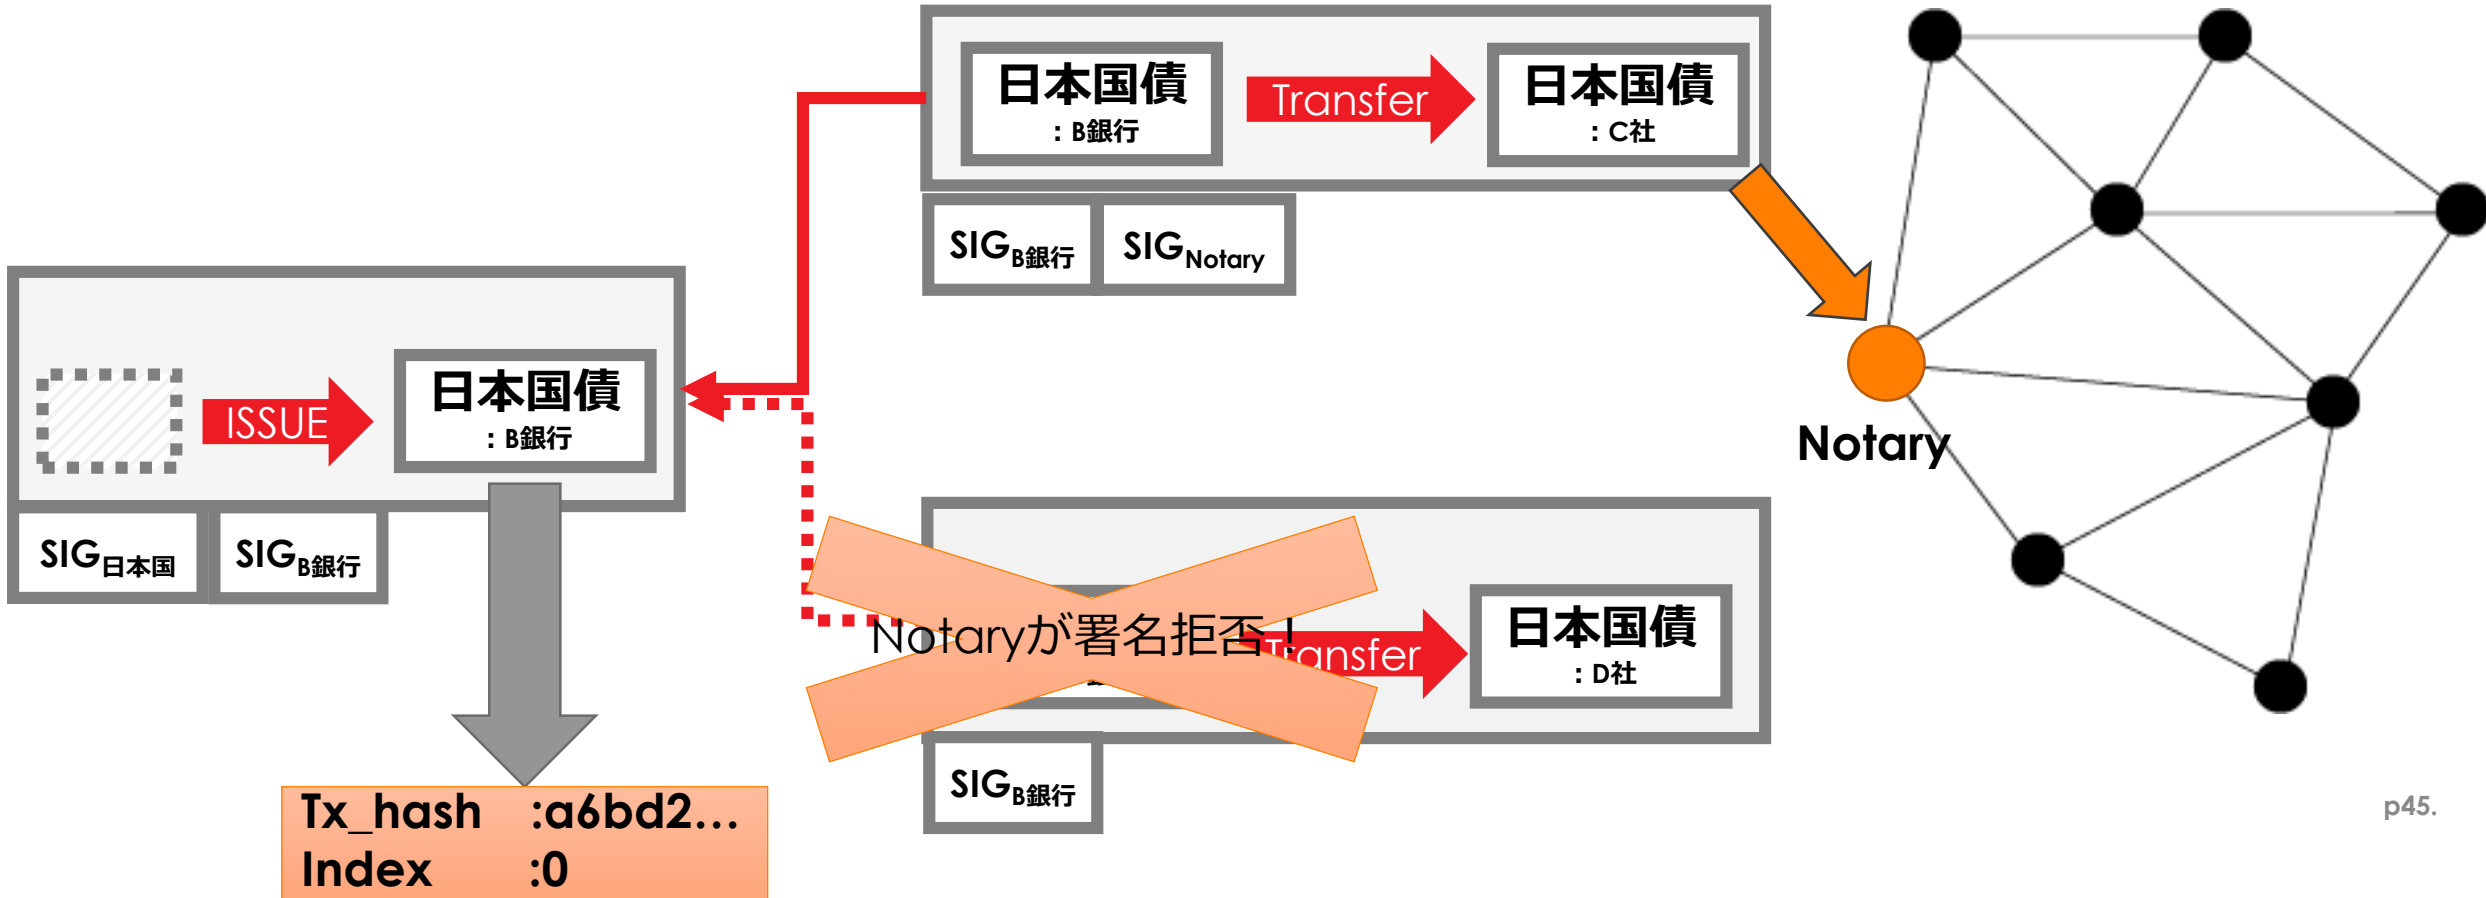 日本国債
：B銀行
Transfer
日本国債
：C社
SIGB銀行
SIGNotary
ISSUE
日本国債
：B銀行
SIG日本国
SIGB銀行
Notary
Notaryが署名拒否！
Transfer
日本国債
：D社
SIGB銀行
Tx_hash :a6bd2…
Index :0
p45.